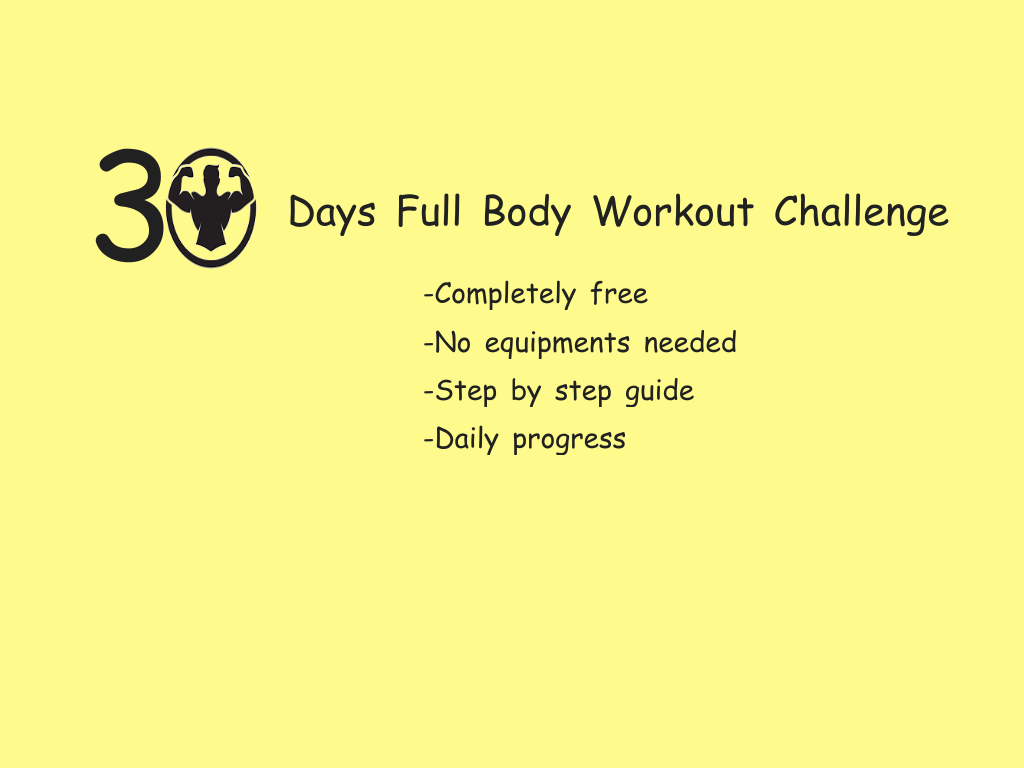 30 Days Full Body Workout Challenge
-Completely free
-No equipments needed
-Step by step guide
-Daily progress